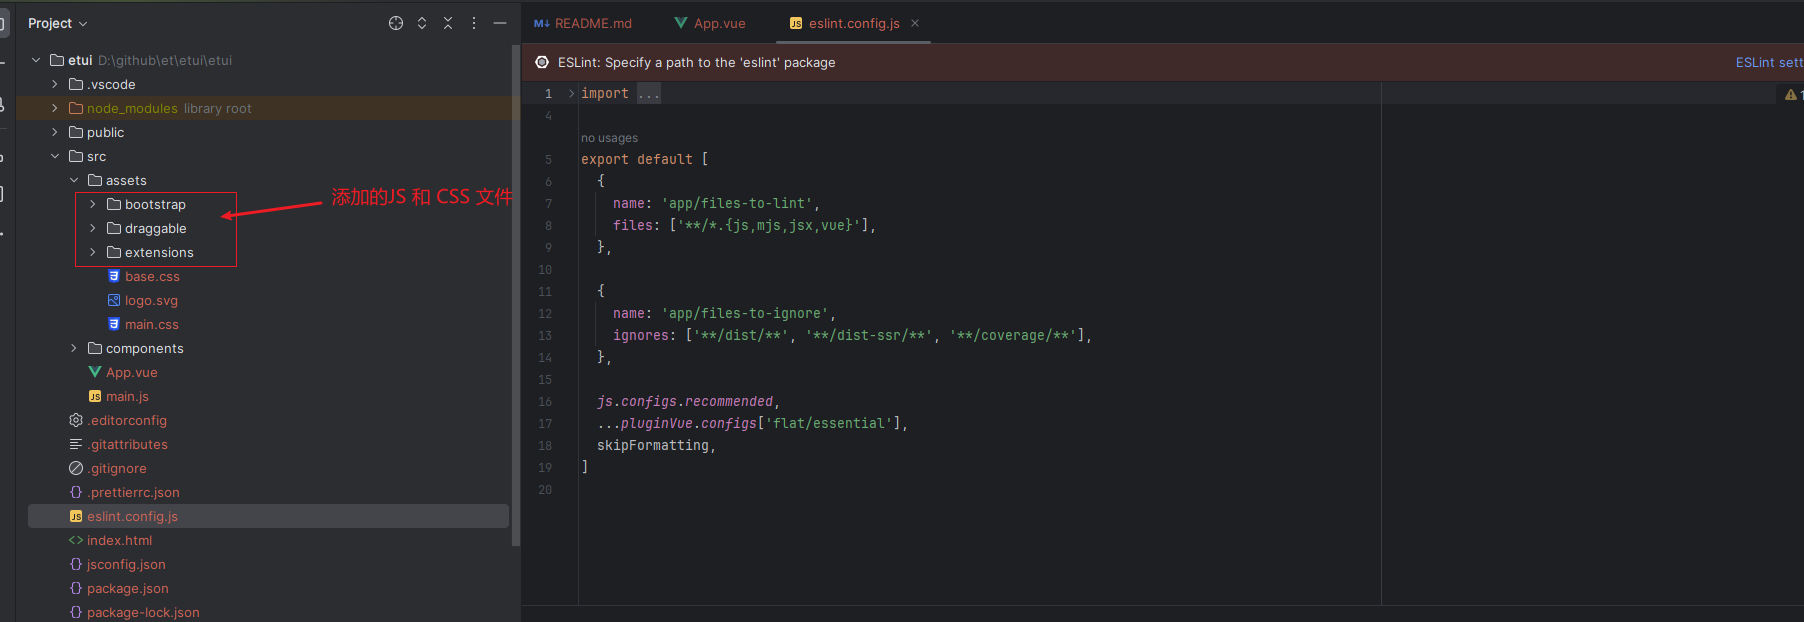 Project
etui D:\github\et\etui\etui
.vscode
node_modules library root
public
src
assets
bootstrap
draggable
extensions
添加的JS 和 CSS 文件
base.css
logo.svg
main.css
components
App.vue
main.js
.editorconfig
.gitattributes
.gitignore
.prettierrc.json
eslint.config.js
index.html
jsconfig.json
package.json
package-lock.json
README.md App.vue eslint.config.js
ESLint: Specify a path to the 'eslint' package ESLint sett
1 import ...
4
no usages
5 export default [
6 {
7 name: 'app/files-to-lint',
8 files: ['**/*.{js,mjs,jsx,vue}'],
9 },
10
11 {
12 name: 'app/files-to-ignore',
13 ignores: ['**/dist/**', '**/dist-ssr/**', '**/coverage/**'],
14 },
15
16 js.configs.recommended,
17 ...pluginVue.configs['flat/essential'],
18 skipFormatting,
19 ]
20